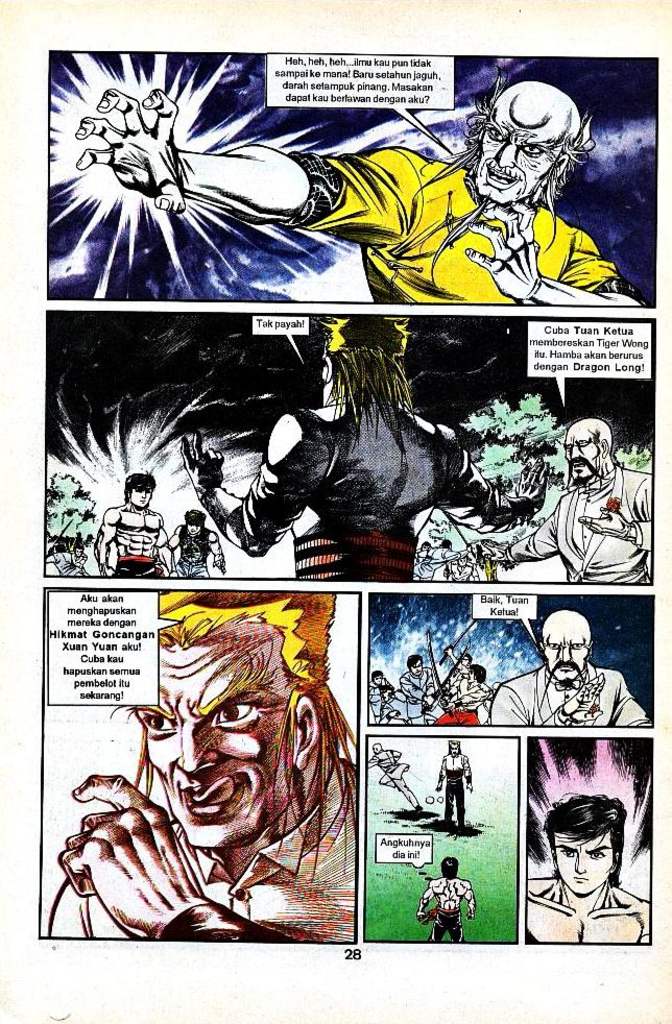 Heh, heh, heh...ilmu kau pun tidak
sampai ke mana! Baru setahun jaguh,
darah setampuk pinang. Masakan
dapat kau berlawan dengan aku?
Tak payah!
Cuba Tuan Ketua
membereskan Tiger Wong
itu. Hamba akan berurus
dengan Dragon Long!
Aku akan
menghapuskan
mereka dengan
Hikmat Goncangan
Xuan Yuan aku!
Cuba kau
hapuskan semua
pembelot itu
sekarang!
Baik, Tuan
Ketua!
Angkuhnya
dia ini!
28